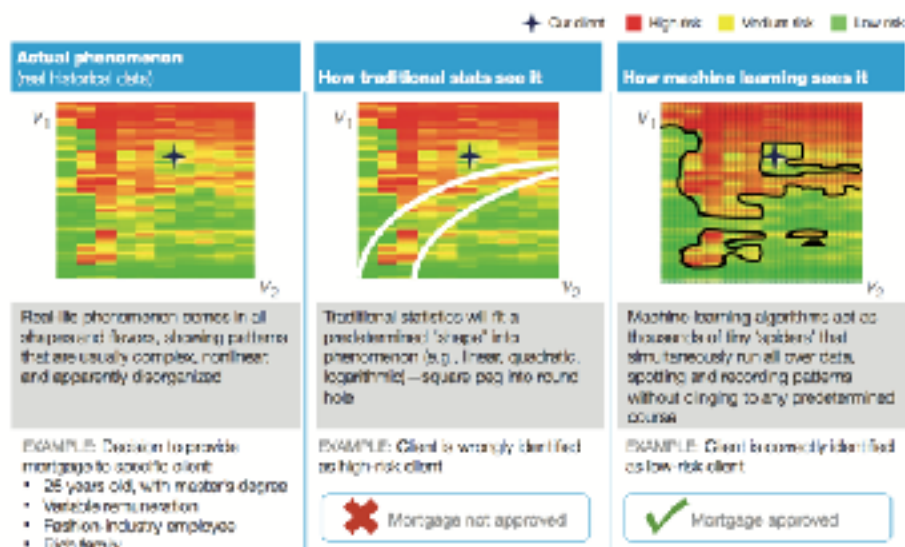 Our client High risk Medium risk Low risk
Actual phenomenon
(real historical data)
How traditional stats see it
How machine learning sees it
V1
V2
V1
V2
V1
V2
Real-life phenomenon comes in all
shapes and flavors, showing patterns
that are usually complex, nonlinear
and apparently disorganized
Traditional statistics will fit a
predetermined "shape" into
phenomenon (e.g., linear, quadratic,
logarithmic)—square peg into round
hole
Machine learning algorithms act as
thousands of tiny 'spiders' that
simultaneously run all over data,
spotting and recording patterns
without clinging to any predetermined
course
EXAMPLE: Decision to provide
mortgage to specific client:
• 25 years old, with master's degree
• Variable remuneration
• Fashion-industry employee
• Rich family
EXAMPLE: Client is wrongly identified
as high-risk client
Mortgage not approved
EXAMPLE: Client is correctly identified
as low-risk client
Mortgage approved